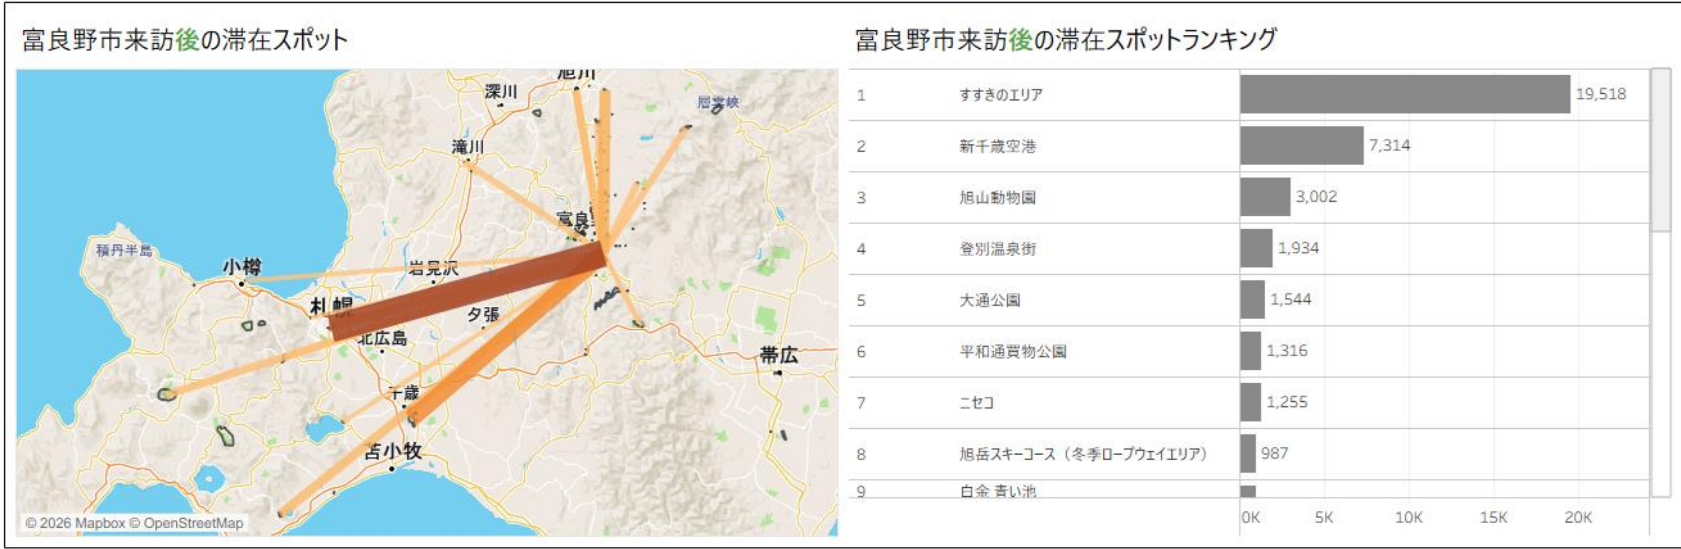 富良野市来訪後の滞在スポット
旭川
深川
層雲峡
滝川
富良
積丹半島
小樽
岩見沢
札幌
夕張
北広島
帯広
千歳
苫小牧
© 2026 Mapbox © OpenStreetMap
富良野市来訪後の滞在スポットランキング
1 すすきのエリア 19,518
2 新千歳空港 7,314
3 旭山動物園 3,002
4 登別温泉街 1,934
5 大通公園 1,544
6 平和通買物公園 1,316
7 ニセコ 1,255
8 旭岳スキーコース（冬季ロープウェイエリア） 987
9 白金 青い池
0K 5K 10K 15K 20K